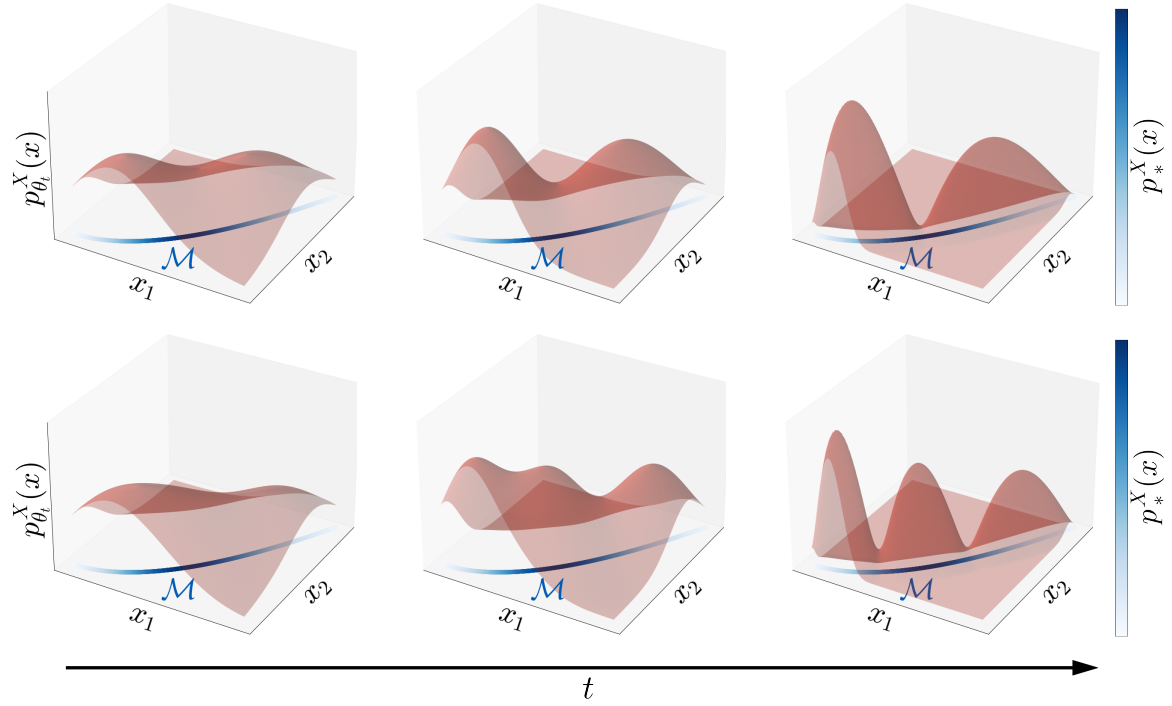 p^X_{θ_t}(x)
ℳ
x_1
x_2
ℳ
x_1
x_2
ℳ
x_1
x_2
p^X_*(x)
p^X_{θ_t}(x)
ℳ
x_1
x_2
ℳ
x_1
x_2
ℳ
x_1
x_2
p^X_*(x)
t